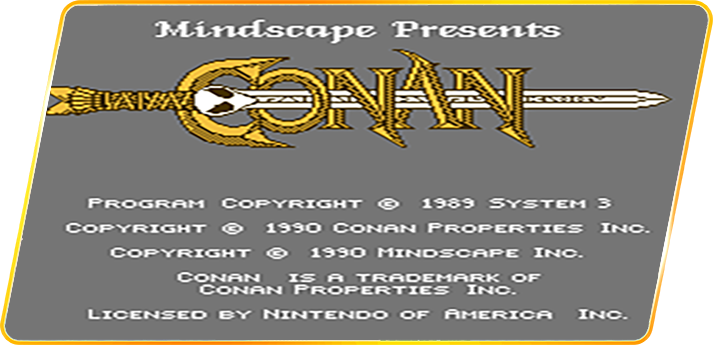 Mindscape Presents
CONAN
PROGRAM COPYRIGHT © 1989 SYSTEM 3
COPYRIGHT © 1990 CONAN PROPERTIES INC.
COPYRIGHT © 1990 MINDSCAPE INC.
CONAN IS A TRADEMARK OF
CONAN PROPERTIES INC.
LICENSED BY NINTENDO OF AMERICA INC.